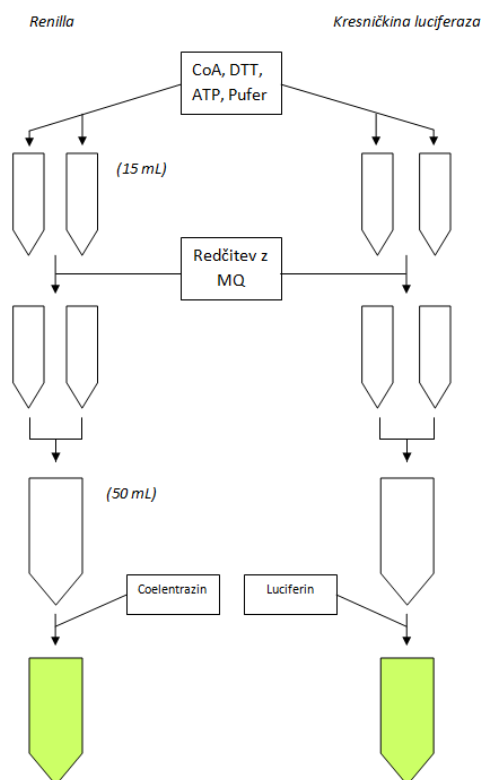 Renilla
Kresničkina luciferaza
CoA, DTT,
ATP, Pufer
(15 mL)
Redčitev z
MQ
(50 mL)
Coelentrazin
Luciferin